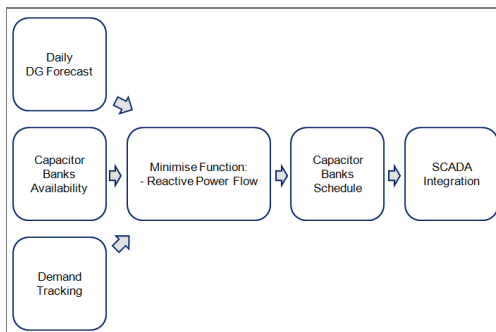 Daily
DG Forecast
Capacitor
Banks
Availability
Minimise Function:
- Reactive Power Flow
Capacitor
Banks
Schedule
SCADA
Integration
Demand
Tracking